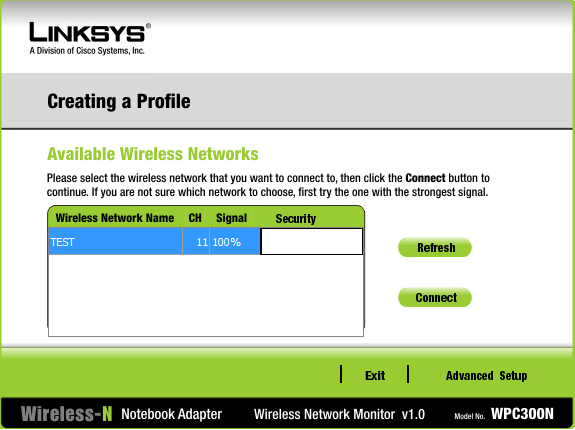 LINKSYS®
A Division of Cisco Systems, Inc.
Creating a Profile
Available Wireless Networks
Please select the wireless network that you want to connect to, then click the Connect button to
continue. If you are not sure which network to choose, first try the one with the strongest signal.
Wireless Network Name CH Signal Security
TEST 11 100%
Refresh
Connect
Exit Advanced Setup
Wireless-N Notebook Adapter Wireless Network Monitor v1.0 Model No. WPC300N